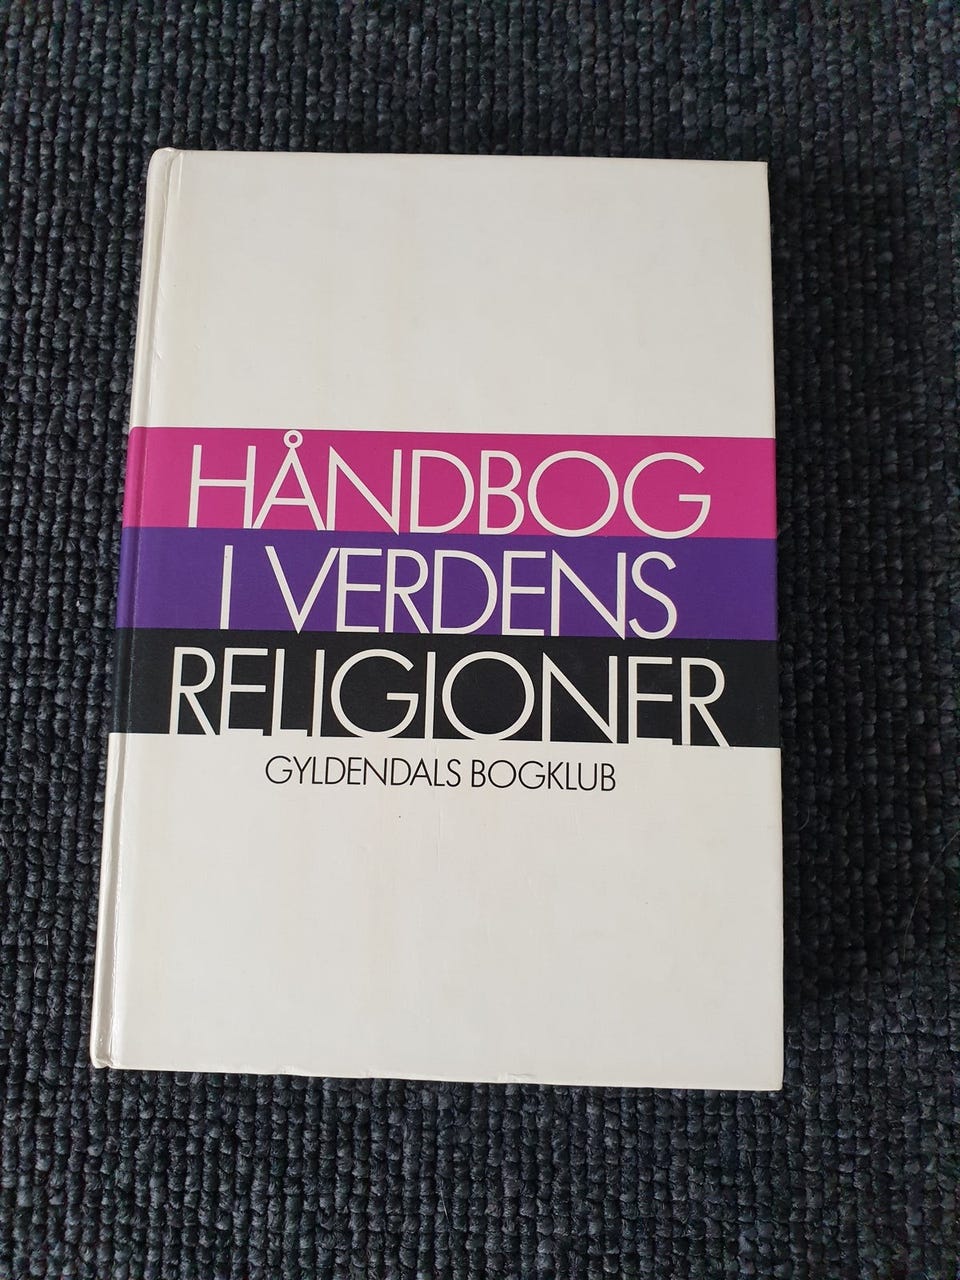 HÅNDBOG
I VERDENS
RELIGIONER
GYLDENDALS BOGKLUB